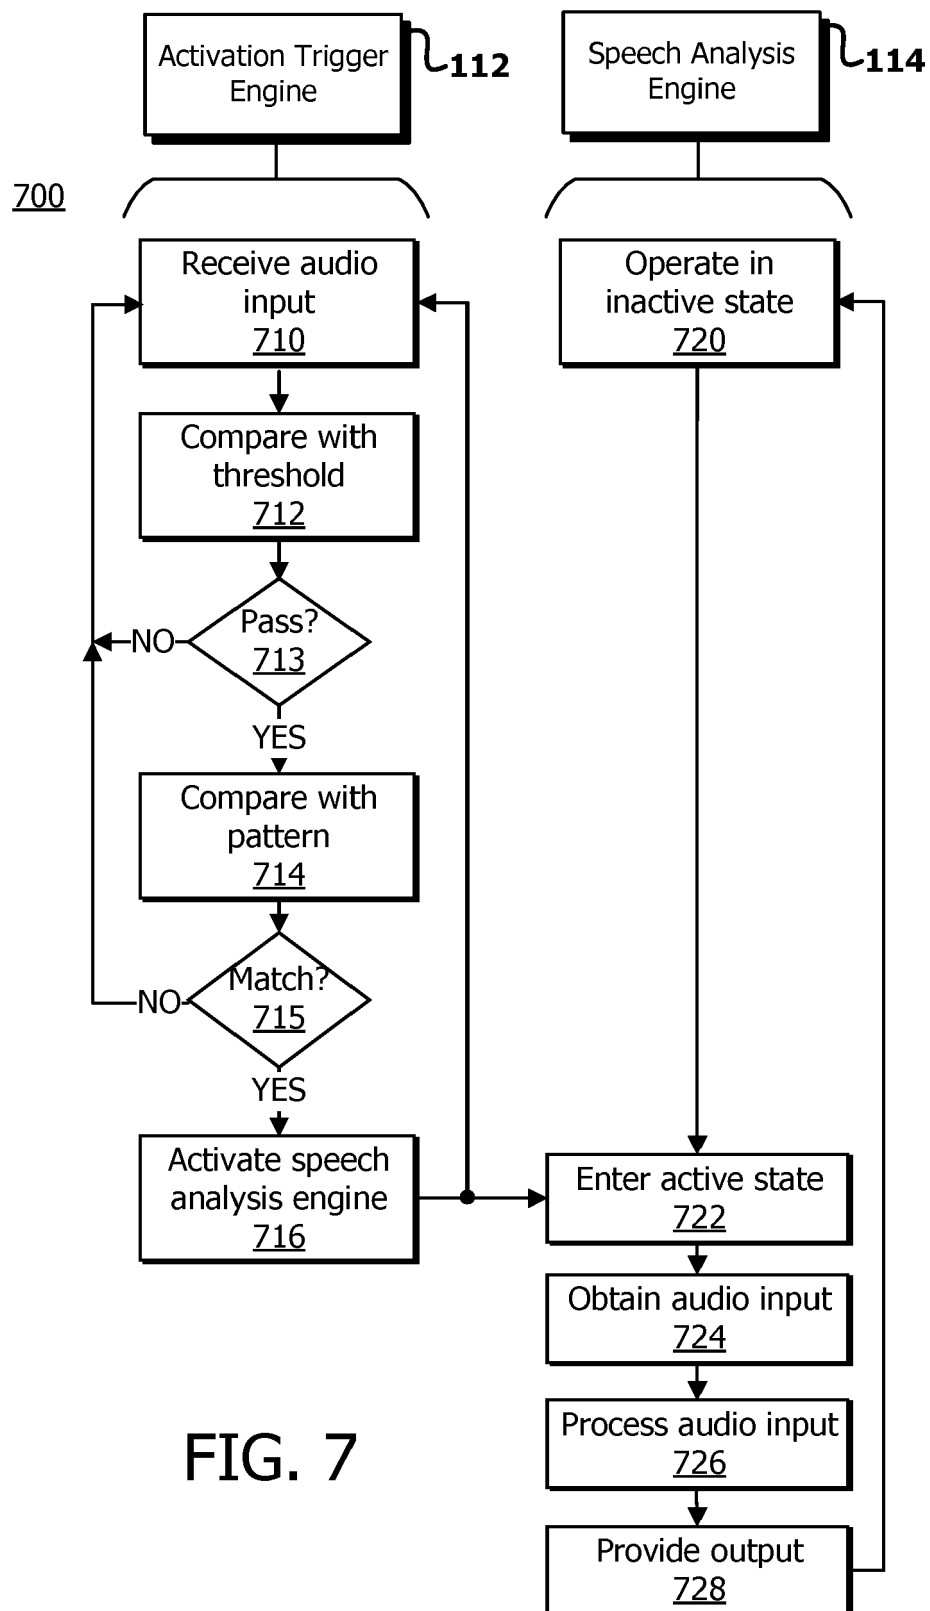 Activation Trigger
Engine
112
Speech Analysis
Engine
114
700
Receive audio
input
710
Compare with
threshold
712
Pass?
713
NO
YES
Compare with
pattern
714
Match?
715
NO
YES
Activate speech
analysis engine
716
Operate in
inactive state
720
Enter active state
722
Obtain audio input
724
Process audio input
726
Provide output
728
FIG. 7